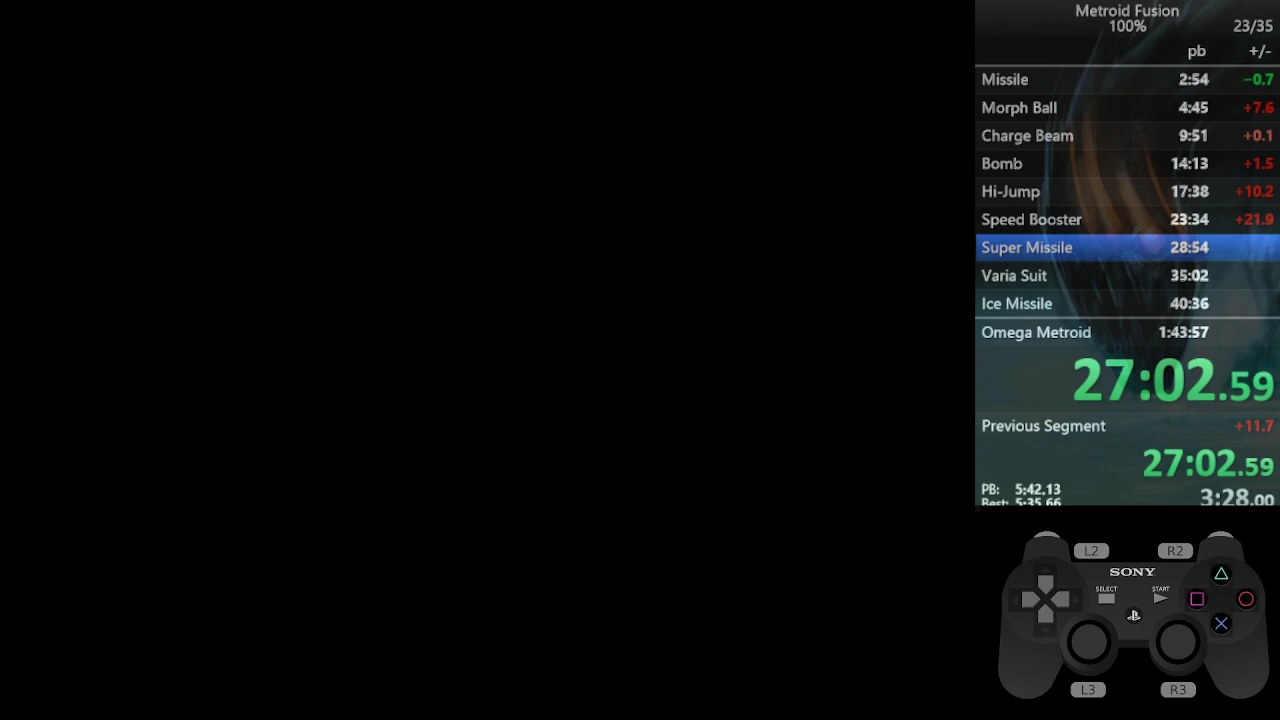 Metroid Fusion
100% 23/35
pb +/-
Missile 2:54 −0.7
Morph Ball 4:45 +7.6
Charge Beam 9:51 +0.1
Bomb 14:13 +1.5
Hi-Jump 17:38 +10.2
Speed Booster 23:34 +21.9
Super Missile 28:54
Varia Suit 35:02
Ice Missile 40:36
Omega Metroid 1:43:57
27:02.59
Previous Segment +11.7
27:02.59
PB: 5:42.13
Best: 5:35.66 3:28.00
L2 R2
SONY
SELECT START
L3 R3